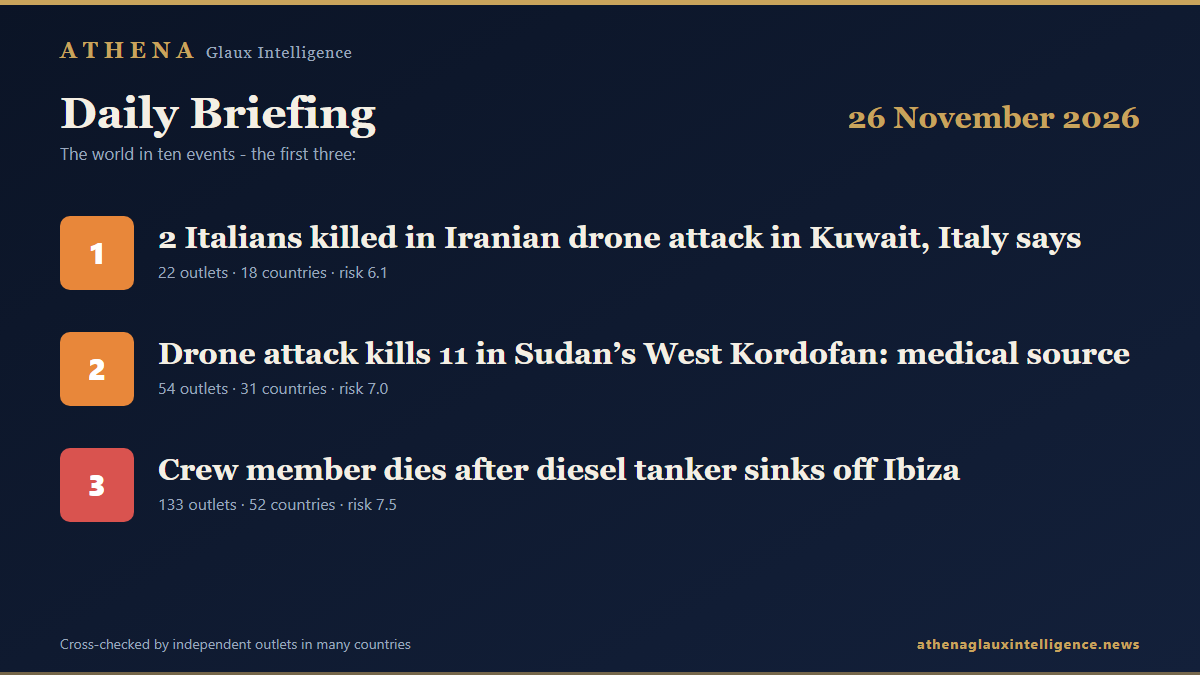 ATHENA Glaux Intelligence
Daily Briefing
26 November 2026
The world in ten events - the first three:
1
2 Italians killed in Iranian drone attack in Kuwait, Italy says
22 outlets · 18 countries · risk 6.1
2
Drone attack kills 11 in Sudan’s West Kordofan: medical source
54 outlets · 31 countries · risk 7.0
3
Crew member dies after diesel tanker sinks off Ibiza
133 outlets · 52 countries · risk 7.5
Cross-checked by independent outlets in many countries
athenaglauxintelligence.news